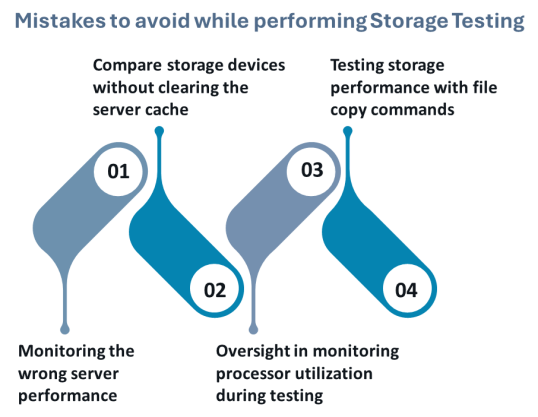 Mistakes to avoid while performing Storage Testing
Compare storage devices
without clearing the
server cache
Testing storage
performance with file
copy commands
01
03
02
04
Monitoring the
wrong server
performance
Oversight in monitoring
processor utilization
during testing